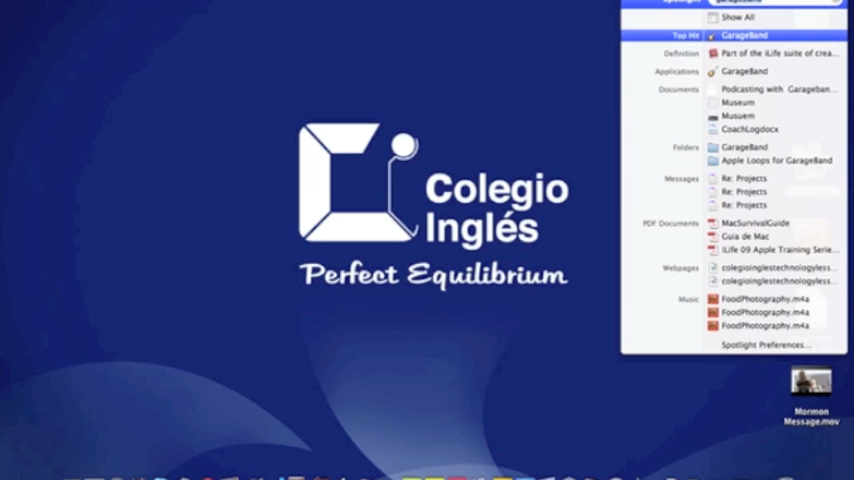 Spotlight GarageBand
Show All
Top Hit GarageBand
Definition Part of the iLife suite of crea...
Applications GarageBand
Documents Podcasting with Garageban...
Museum
Musuem
CoachLogdocx
Folders GarageBand
Apple Loops for GarageBand
Messages Re: Projects
Re: Projects
Re: Projects
PDF Documents MacSurvivalGuide
Guia de Mac
iLife 09 Apple Training Serie...
Webpages colegioinglestechnologyless...
colegioinglestechnologyless...
Music FoodPhotography.m4a
FoodPhotography.m4a
FoodPhotography.m4a
Spotlight Preferences...
Colegio
Inglés
Perfect Equilibrium
Mormon
Message.mov